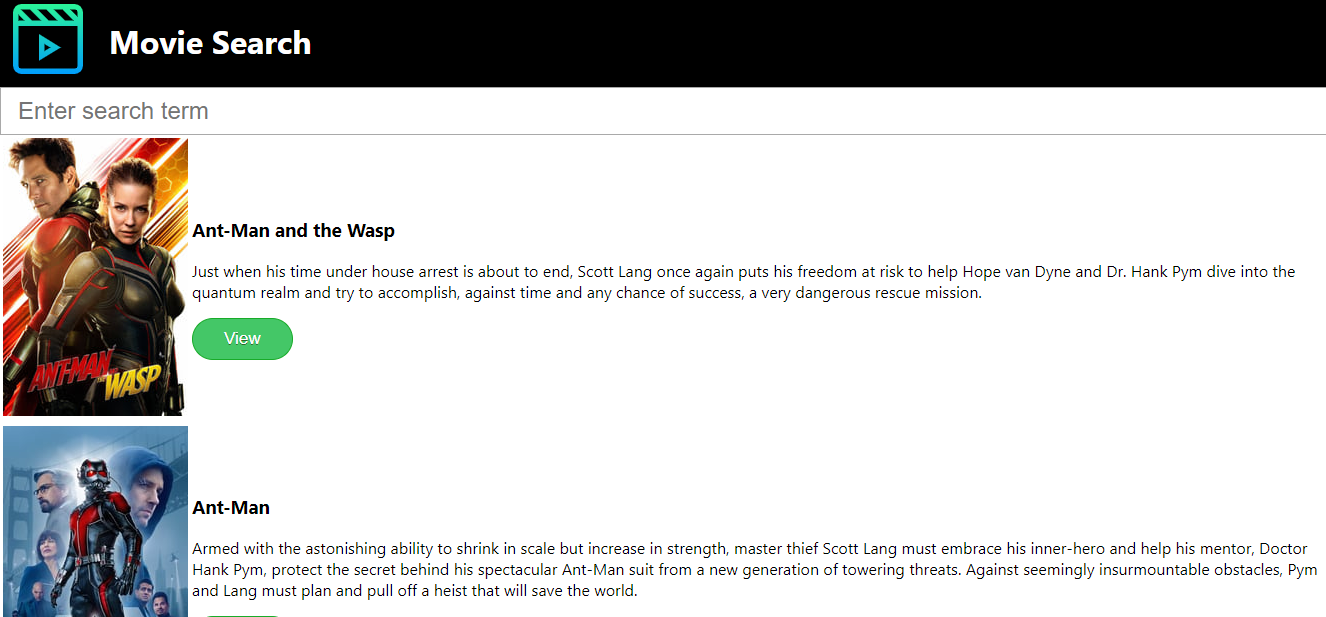 Movie Search
Enter search term
ANT-MAN
AND THE
WASP
Ant-Man and the Wasp
Just when his time under house arrest is about to end, Scott Lang once again puts his freedom at risk to help Hope van Dyne and Dr. Hank Pym dive into the
quantum realm and try to accomplish, against time and any chance of success, a very dangerous rescue mission.
View
Ant-Man
Armed with the astonishing ability to shrink in scale but increase in strength, master thief Scott Lang must embrace his inner-hero and help his mentor, Doctor
Hank Pym, protect the secret behind his spectacular Ant-Man suit from a new generation of towering threats. Against seemingly insurmountable obstacles, Pym
and Lang must plan and pull off a heist that will save the world.